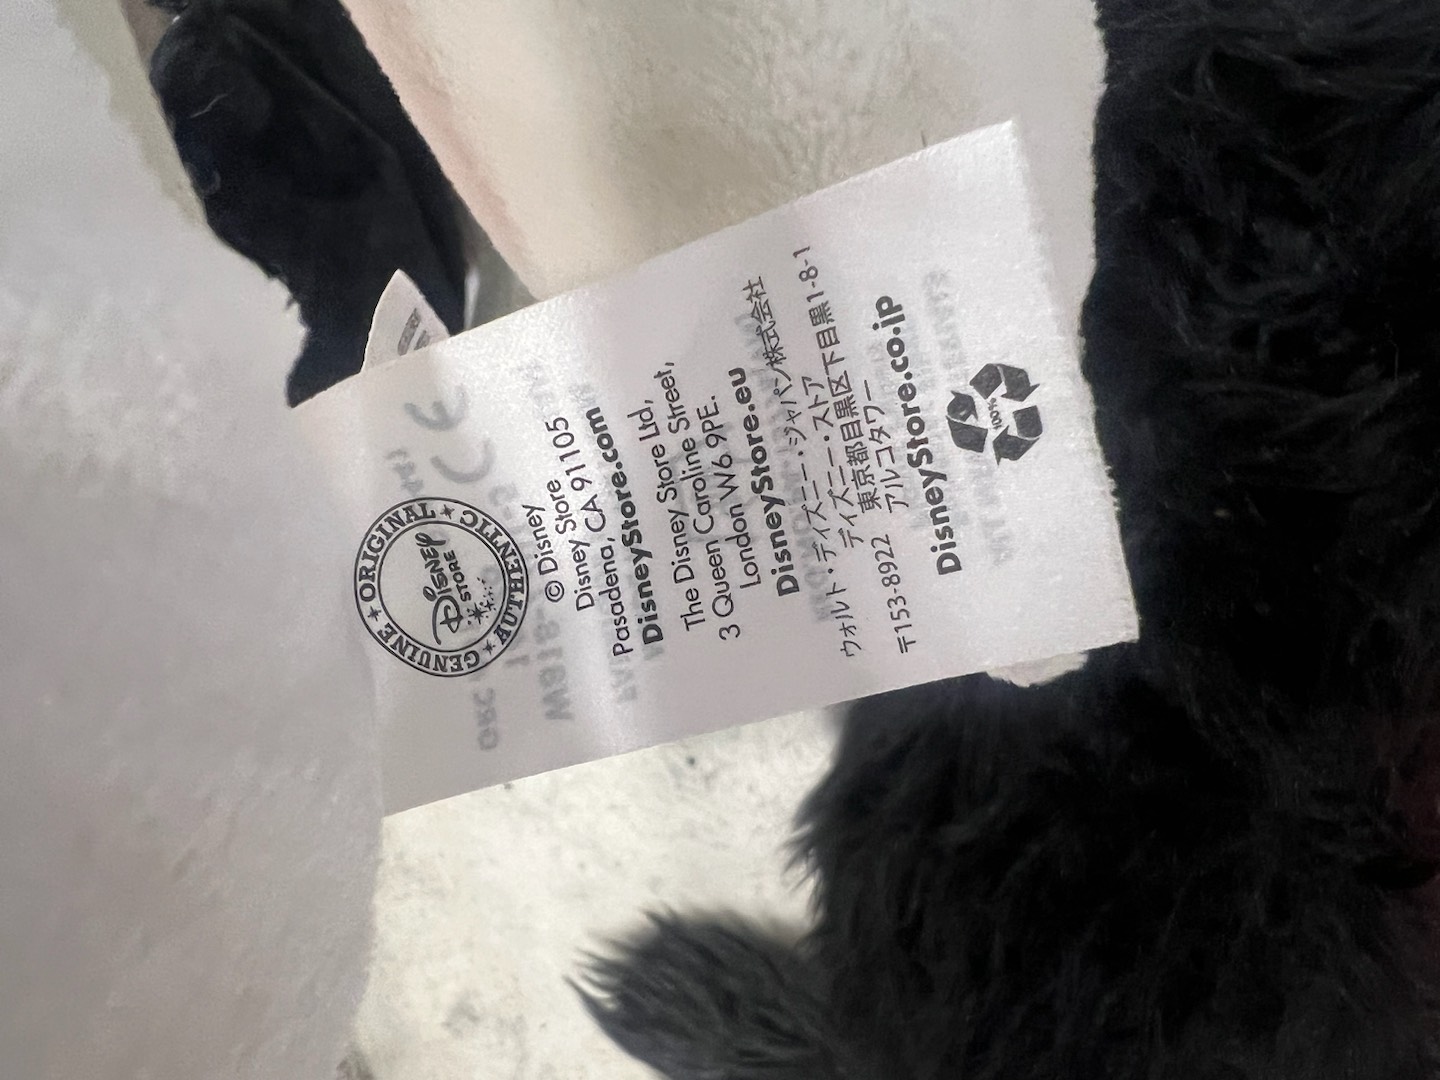 GENUINE ★ ORIGINAL ★ AUTHENTIC ★
Disney
STORE
© Disney
Disney Store
Pasadena, CA 91105
DisneyStore.com
The Disney Store Ltd,
3 Queen Caroline Street,
London W6 9PE.
DisneyStore.eu
ウォルト・ディズニー・ジャパン株式会社
ディズニー・ストア
〒153-8922 東京都目黒区下目黒1-8-1
アルコタワー
DisneyStore.co.jp
100%
CE